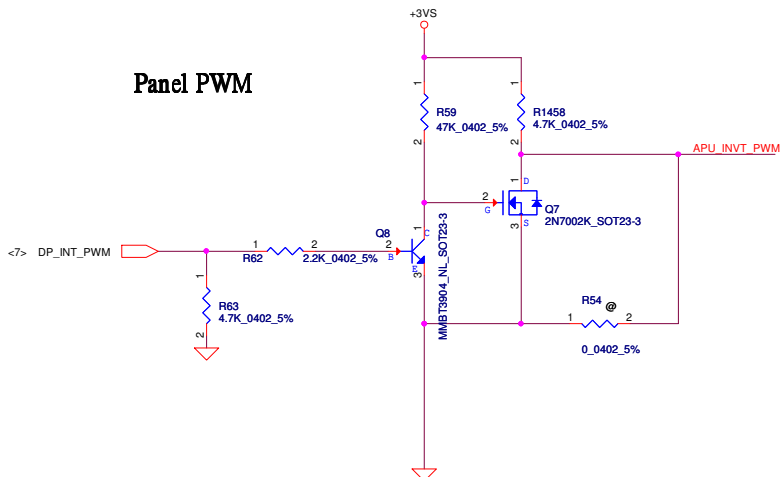 +3VS
Panel PWM
1
1
R59
47K_0402_5%
R1458
4.7K_0402_5%
2
2
APU_INVT_PWM
1
D
2
G
Q7
2N7002K_SOT23-3
S
3
1
C
Q8
2
B
E
3
MMBT3904_NL_SOT23-3
<7> DP_INT_PWM
1
2
R62
2.2K_0402_5%
1
R63
4.7K_0402_5%
2
R54
@
1
2
0_0402_5%